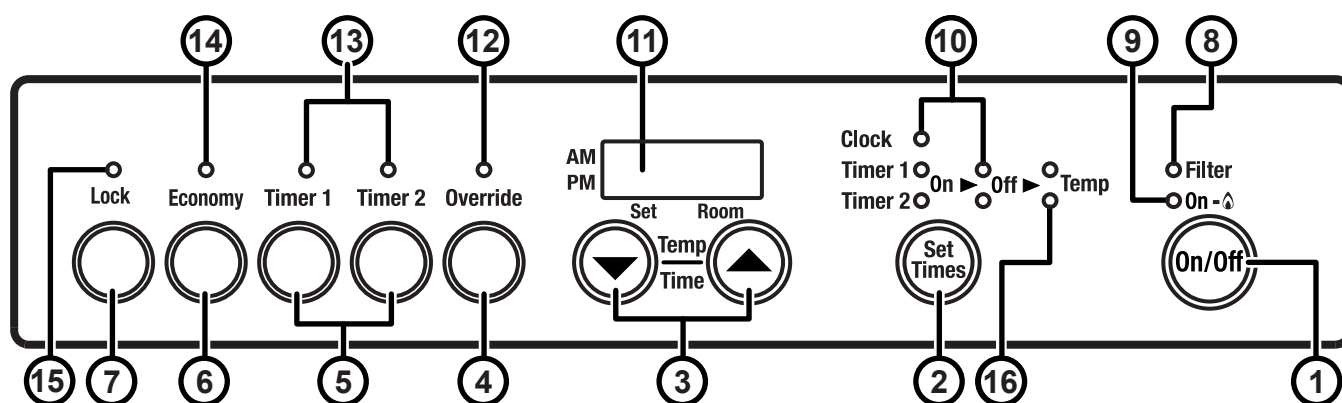 14 13 12 11 10 9 8
Clock
AM
PM
Timer 1 On ► Off ► Temp
Timer 2
Filter
On -
Lock Economy Timer 1 Timer 2 Override
Set Room
Temp
Time
Set
Times
On/Off
15 7 6 5 4 3 2 16 1